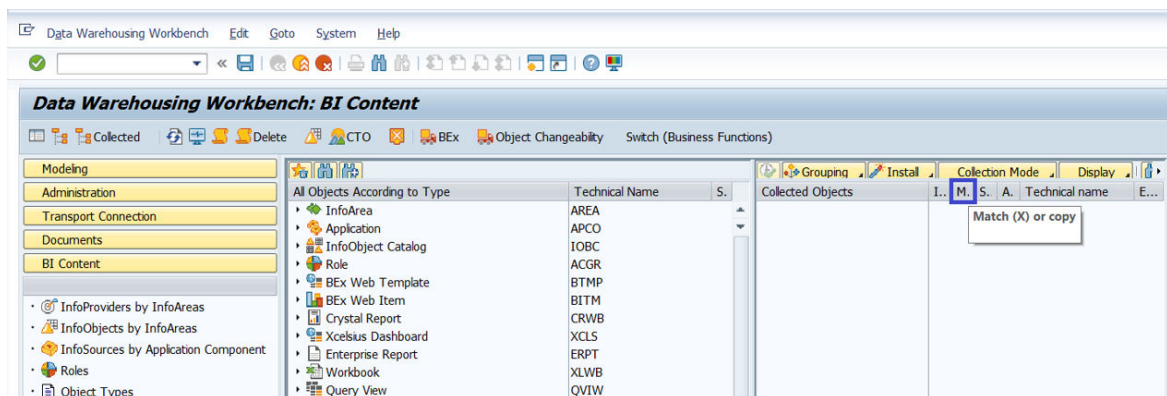 Data Warehousing Workbench Edit Goto System Help
Data Warehousing Workbench: BI Content
Collected Delete CTO BEx Object Changeability Switch (Business Functions)
Modeling
Administration
Transport Connection
Documents
BI Content
InfoProviders by InfoAreas
InfoObjects by InfoAreas
InfoSources by Application Component
Roles
Object Types
All Objects According to Type Technical Name S.
InfoArea AREA
Application APCO
InfoObject Catalog IOBC
Role ACGR
BEx Web Template BTMP
BEx Web Item BITM
Crystal Report CRWB
Xcelsius Dashboard XCLS
Enterprise Report ERPT
Workbook XLWB
Query View QVIW
Grouping Install Collection Mode Display
Collected Objects I.. M. S. A. Technical name E...
Match (X) or copy